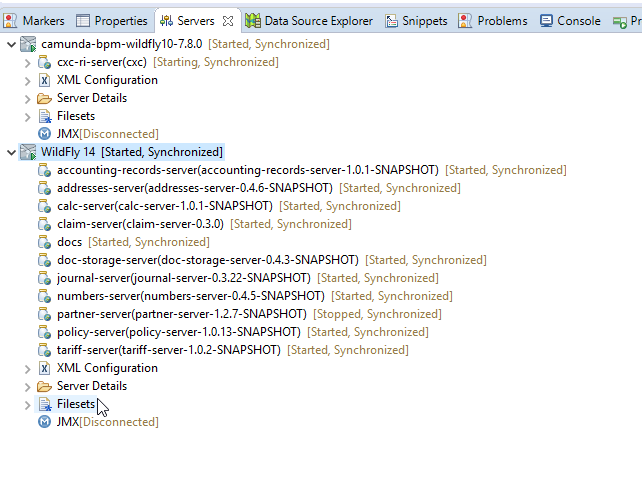 Markers Properties Servers Data Source Explorer Snippets Problems Console Pr
camunda-bpm-wildfly10-7.8.0 [Started, Synchronized]
cxc-ri-server(cxc) [Starting, Synchronized]
XML Configuration
Server Details
Filesets
JMX[Disconnected]
WildFly 14 [Started, Synchronized]
accounting-records-server(accounting-records-server-1.0.1-SNAPSHOT) [Started, Synchronized]
addresses-server(addresses-server-0.4.6-SNAPSHOT) [Started, Synchronized]
calc-server(calc-server-1.0.1-SNAPSHOT) [Started, Synchronized]
claim-server(claim-server-0.3.0) [Started, Synchronized]
docs [Started, Synchronized]
doc-storage-server(doc-storage-server-0.4.3-SNAPSHOT) [Started, Synchronized]
journal-server(journal-server-0.3.22-SNAPSHOT) [Started, Synchronized]
numbers-server(numbers-server-0.4.5-SNAPSHOT) [Started, Synchronized]
partner-server(partner-server-1.2.7-SNAPSHOT) [Stopped, Synchronized]
policy-server(policy-server-1.0.13-SNAPSHOT) [Started, Synchronized]
tariff-server(tariff-server-1.0.2-SNAPSHOT) [Started, Synchronized]
XML Configuration
Server Details
Filesets
JMX[Disconnected]